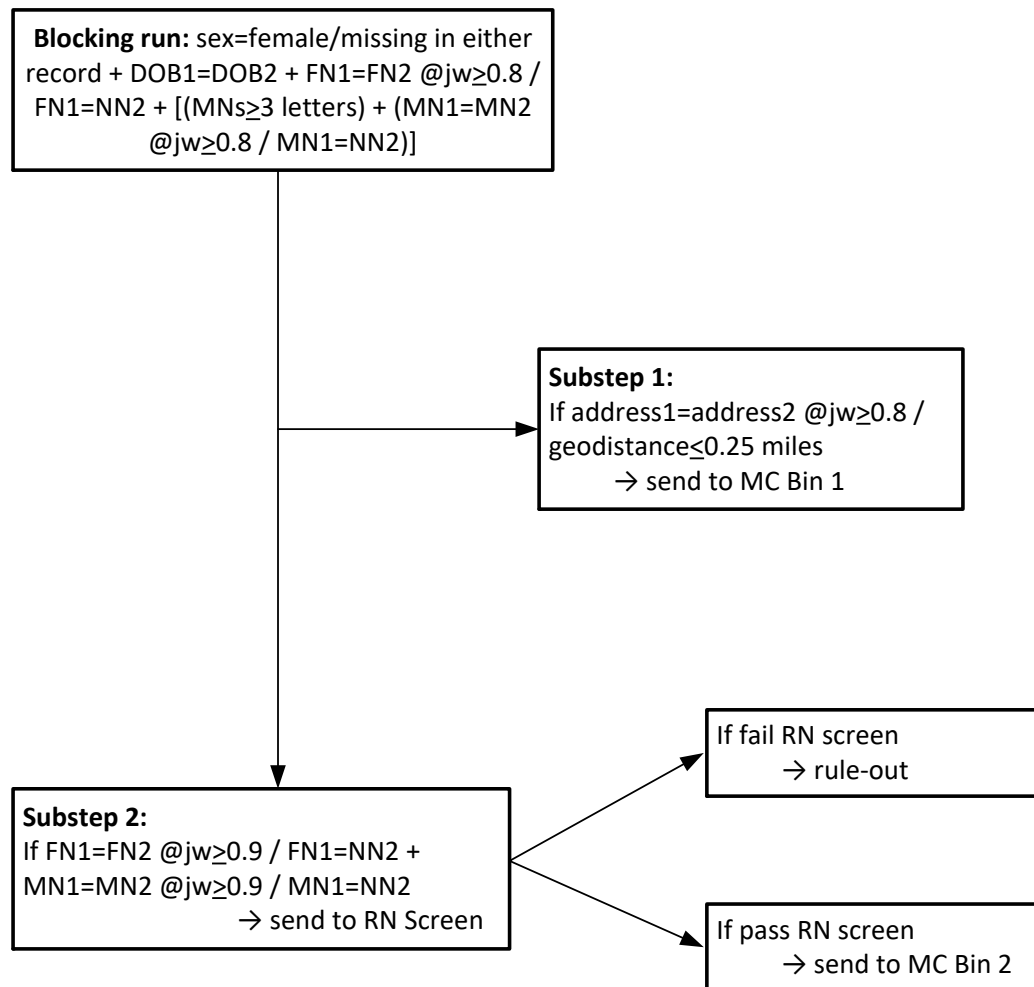 Blocking run: sex=female/missing in either
record + DOB1=DOB2 + FN1=FN2 @jw≥0.8 /
FN1=NN2 + [(MNs≥3 letters) + (MN1=MN2
@jw≥0.8 / MN1=NN2)]
Substep 1:
If address1=address2 @jw≥0.8 /
geodistance≤0.25 miles
→ send to MC Bin 1
Substep 2:
If FN1=FN2 @jw≥0.9 / FN1=NN2 +
MN1=MN2 @jw≥0.9 / MN1=NN2
→ send to RN Screen
If fail RN screen
→ rule-out
If pass RN screen
→ send to MC Bin 2